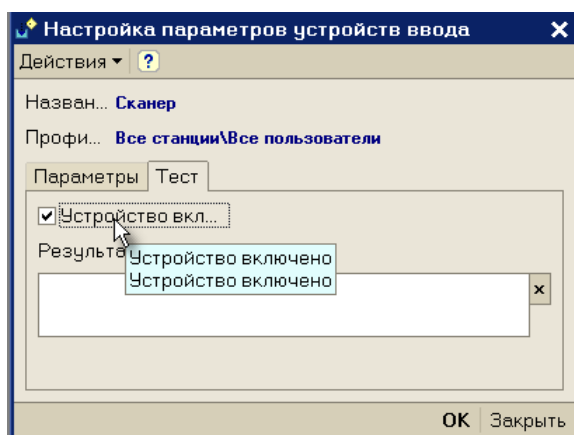 Настройка параметров устройств ввода
Действия
?
Назван... Сканер
Профи... Все станции\Все пользователи
Параметры Тест
Устройство вкл...
Результа
Устройство включено
Устройство включено
x
OK Закрыть